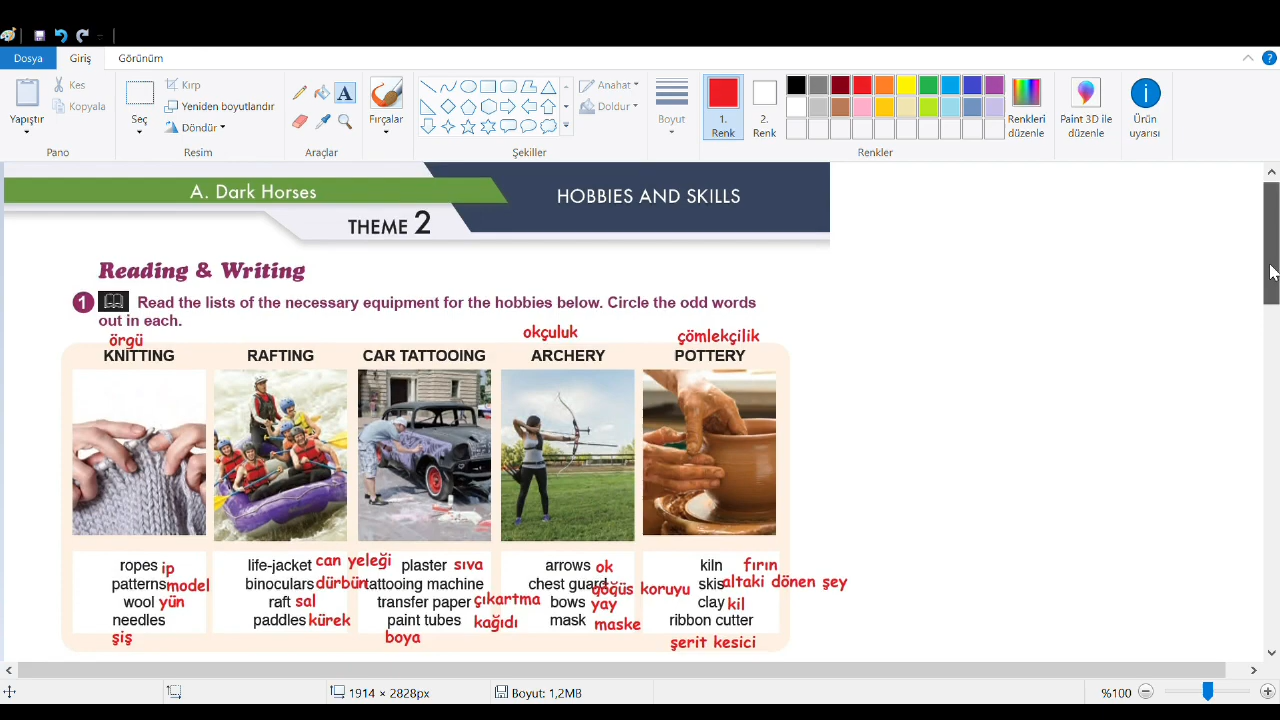 Dosya
Giriş
Görünüm
Yapıştır
Kes
Kopyala
Seç
Kırp
Yeniden boyutlandır
Döndür
A
Fırçalar
Anahat
Doldur
Boyut
1.
Renk
2.
Renk
Renkleri
düzenle
Paint 3D ile
düzenle
Ürün
uyarısı
Pano
Resim
Araçlar
Şekiller
Renkler
A. Dark Horses
HOBBIES AND SKILLS
THEME 2
Reading & Writing
1 Read the lists of the necessary equipment for the hobbies below. Circle the odd words
out in each.
örgü
okçuluk
çömlekçilik
KNITTING
RAFTING
CAR TATTOOING
ARCHERY
POTTERY
ropes ip
patterns model
wool yün
needles
şiş
life-jacket can yeleği
binoculars dürbün
raft sal
paddles kürek
plaster sıva
tattooing machine
transfer paper çıkartma
kağıdı
paint tubes
boya
arrows ok
chest guard göğüs koruyu
bows yay
mask maske
kiln fırın
skis altaki dönen şey
clay kil
ribbon cutter
şerit kesici
1914 × 2828px
Boyut: 1,2MB
%100